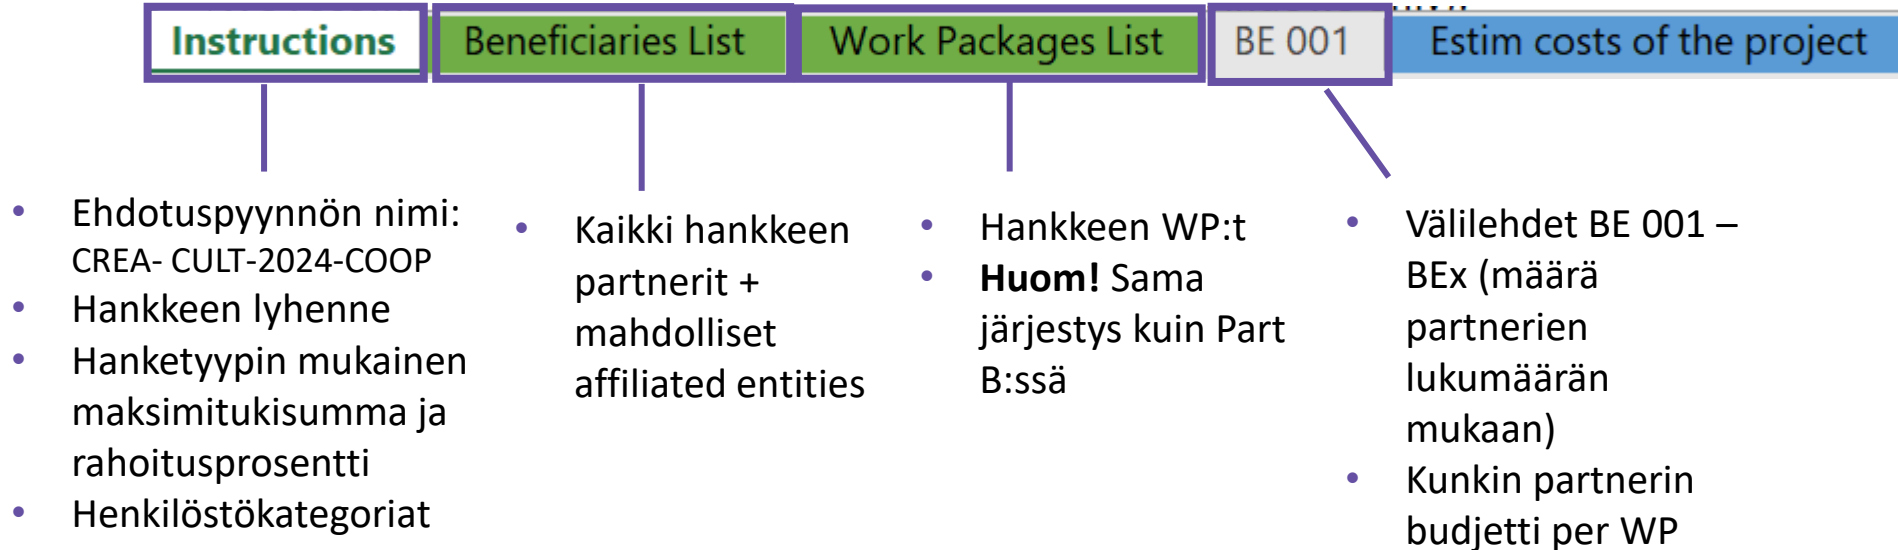 Instructions
Beneficiaries List
Work Packages List
BE 001
Estim costs of the project
• Ehdotuspyynnön nimi:
CREA- CULT-2024-COOP
• Hankkeen lyhenne
• Hanketyypin mukainen
maksimitukisumma ja
rahoitusprosentti
• Henkilöstökategoriat
• Kaikki hankkeen
partnerit +
mahdolliset
affiliated entities
• Hankkeen WP:t
• Huom! Sama
järjestys kuin Part
B:ssä
• Välilehdet BE 001 –
BEx (määrä
partnerien
lukumäärän
mukaan)
• Kunkin partnerin
budjetti per WP